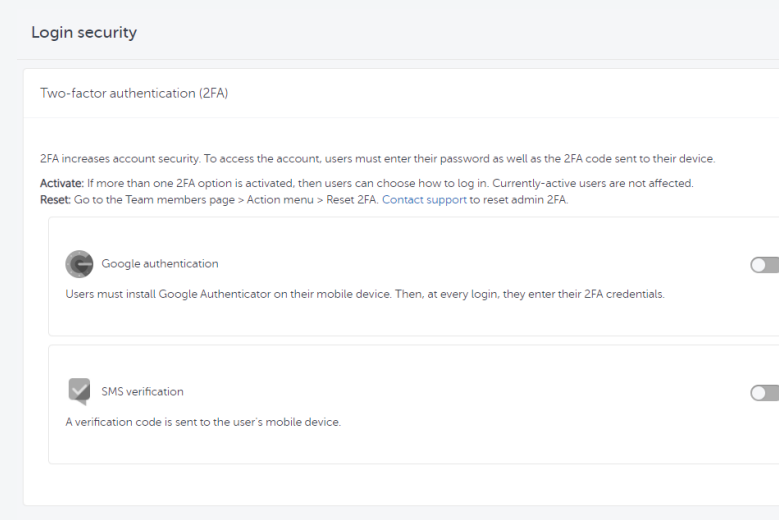 Login security
Two-factor authentication (2FA)
2FA increases account security. To access the account, users must enter their password as well as the 2FA code sent to their device.
Activate: If more than one 2FA option is activated, then users can choose how to log in. Currently-active users are not affected.
Reset: Go to the Team members page > Action menu > Reset 2FA. Contact support to reset admin 2FA.
Google authentication
Users must install Google Authenticator on their mobile device. Then, at every login, they enter their 2FA credentials.
SMS verification
A verification code is sent to the user's mobile device.